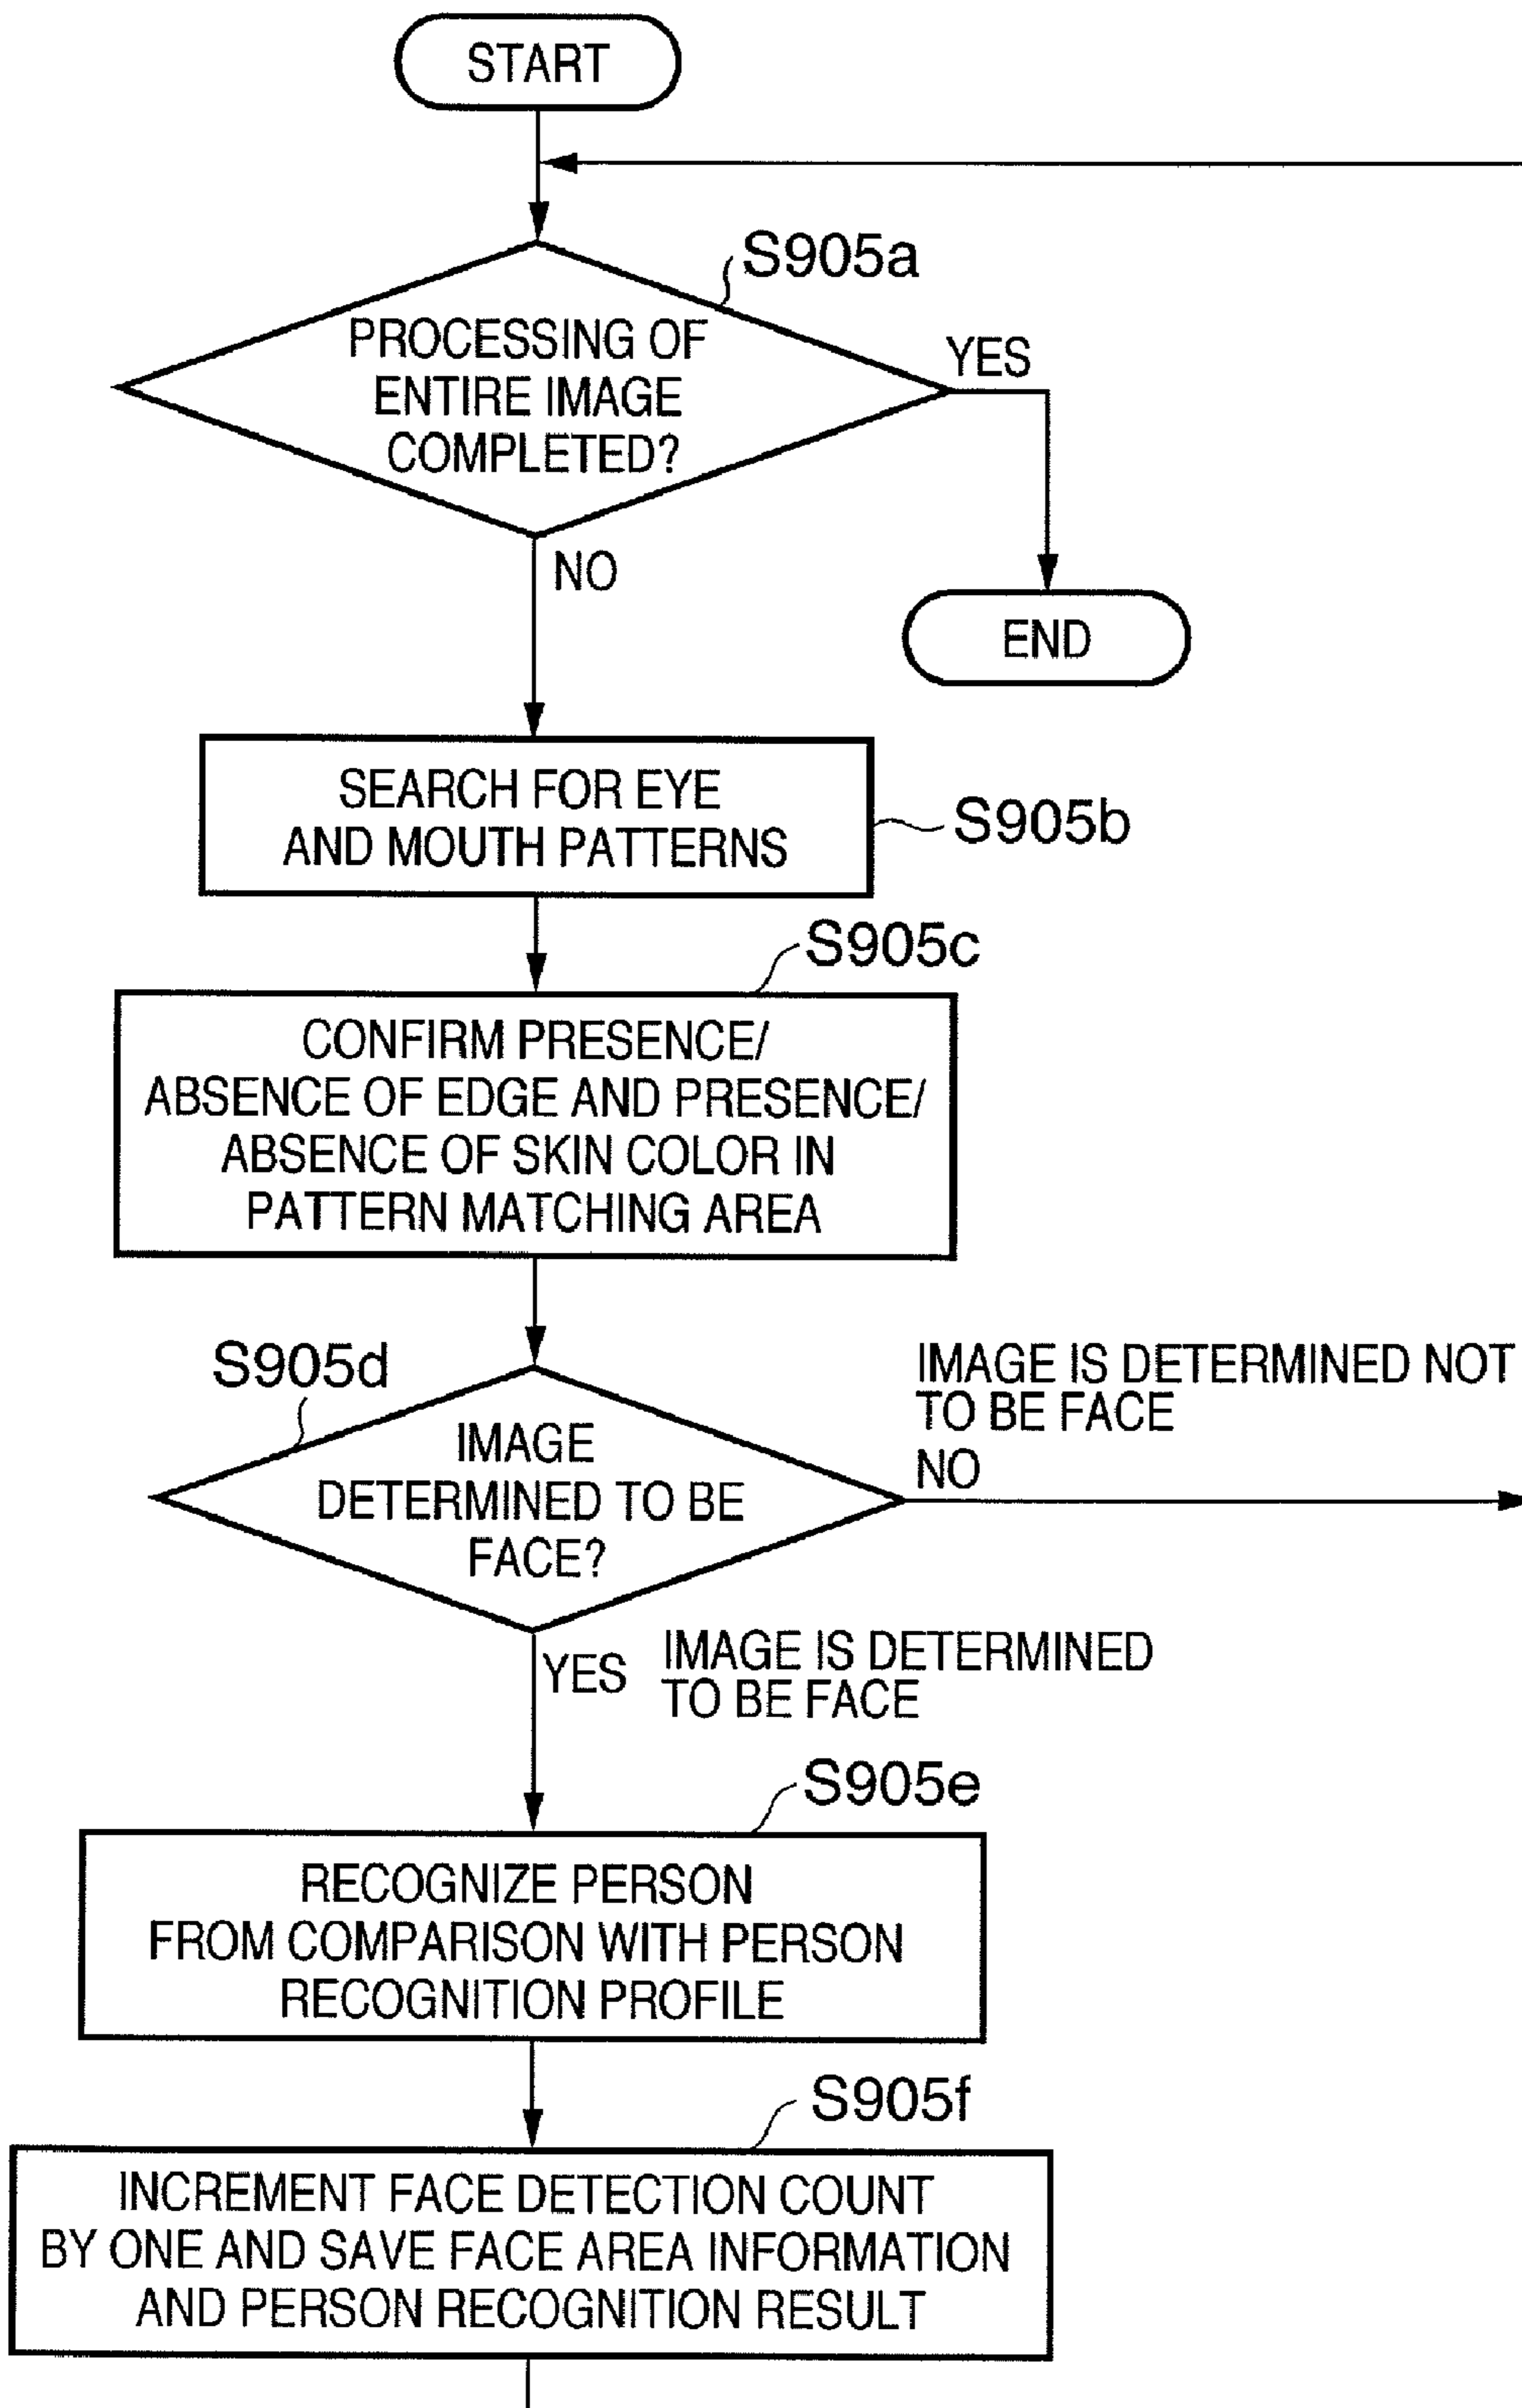 START
S905a
PROCESSING OF
ENTIRE IMAGE
COMPLETED?
YES
NO
END
SEARCH FOR EYE
AND MOUTH PATTERNS
S905b
S905c
CONFIRM PRESENCE/
ABSENCE OF EDGE AND PRESENCE/
ABSENCE OF SKIN COLOR IN
PATTERN MATCHING AREA
S905d
IMAGE
DETERMINED TO BE
FACE?
IMAGE IS DETERMINED NOT
TO BE FACE
NO
YES
IMAGE IS DETERMINED
TO BE FACE
S905e
RECOGNIZE PERSON
FROM COMPARISON WITH PERSON
RECOGNITION PROFILE
S905f
INCREMENT FACE DETECTION COUNT
BY ONE AND SAVE FACE AREA INFORMATION
AND PERSON RECOGNITION RESULT